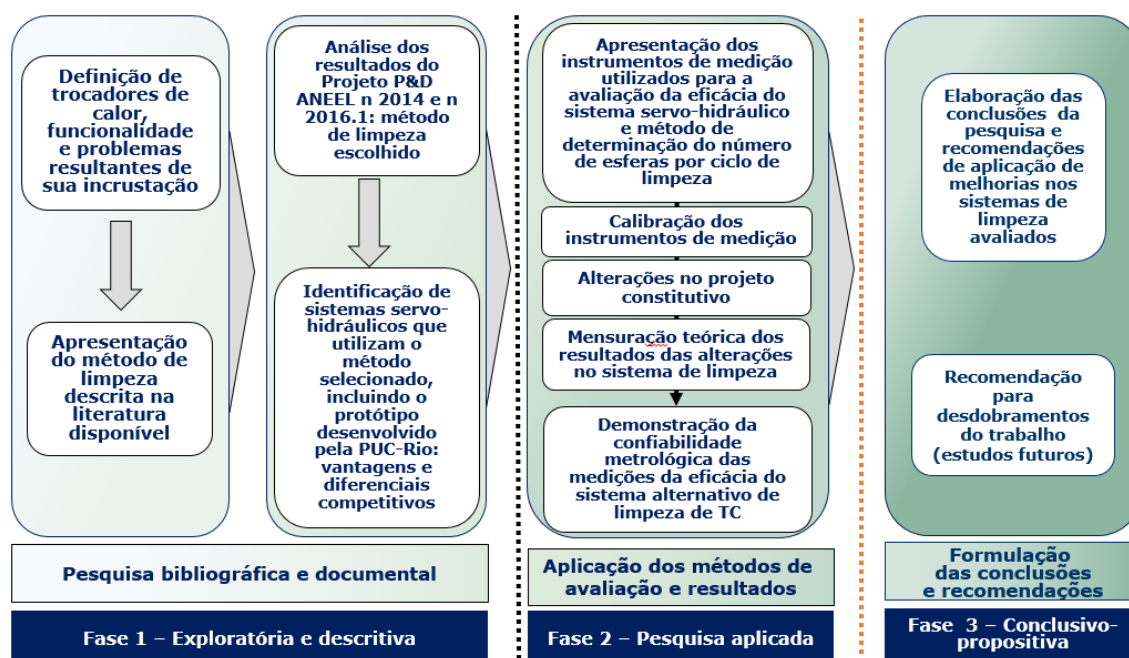 Definição de
trocadores de
calor,
funcionalidade
e problemas
resultantes de
sua incrustação
Apresentação
do método de
limpeza
descrita na
literatura
disponível
Análise dos
resultados do
Projeto P&D
ANEEL n 2014 e n
2016.1: método
de limpeza
escolhido
Identificação de
sistemas servo-
hidráulicos que
utilizam o
método
selecionado,
incluindo o
protótipo
desenvolvido
pela PUC-Rio:
vantagens e
diferenciais
competitivos
Pesquisa bibliográfica e documental
Fase 1 – Exploratória e descritiva
Apresentação dos
instrumentos de medição
utilizados para a
avaliação da eficácia do
sistema servo-hidráulico
e método de
determinação do número
de esferas por ciclo de
limpeza
Calibração dos
instrumentos de medição
Alterações no projeto
constitutivo
Mensuração teórica dos
resultados das alterações
no sistema de limpeza
Demonstração da
confiabilidade
metrológica das
medições da eficácia do
sistema alternativo de
limpeza de TC
Aplicação dos métodos de
avaliação e resultados
Fase 2 – Pesquisa aplicada
Elaboração das
conclusões da
pesquisa e
recomendações
de aplicação de
melhorias nos
sistemas de
limpeza
avaliados
Recomendação
para
desdobramentos
do trabalho
(estudos futuros)
Formulação
das conclusões
e recomendações
Fase 3 – Conclusivo-
propositiva